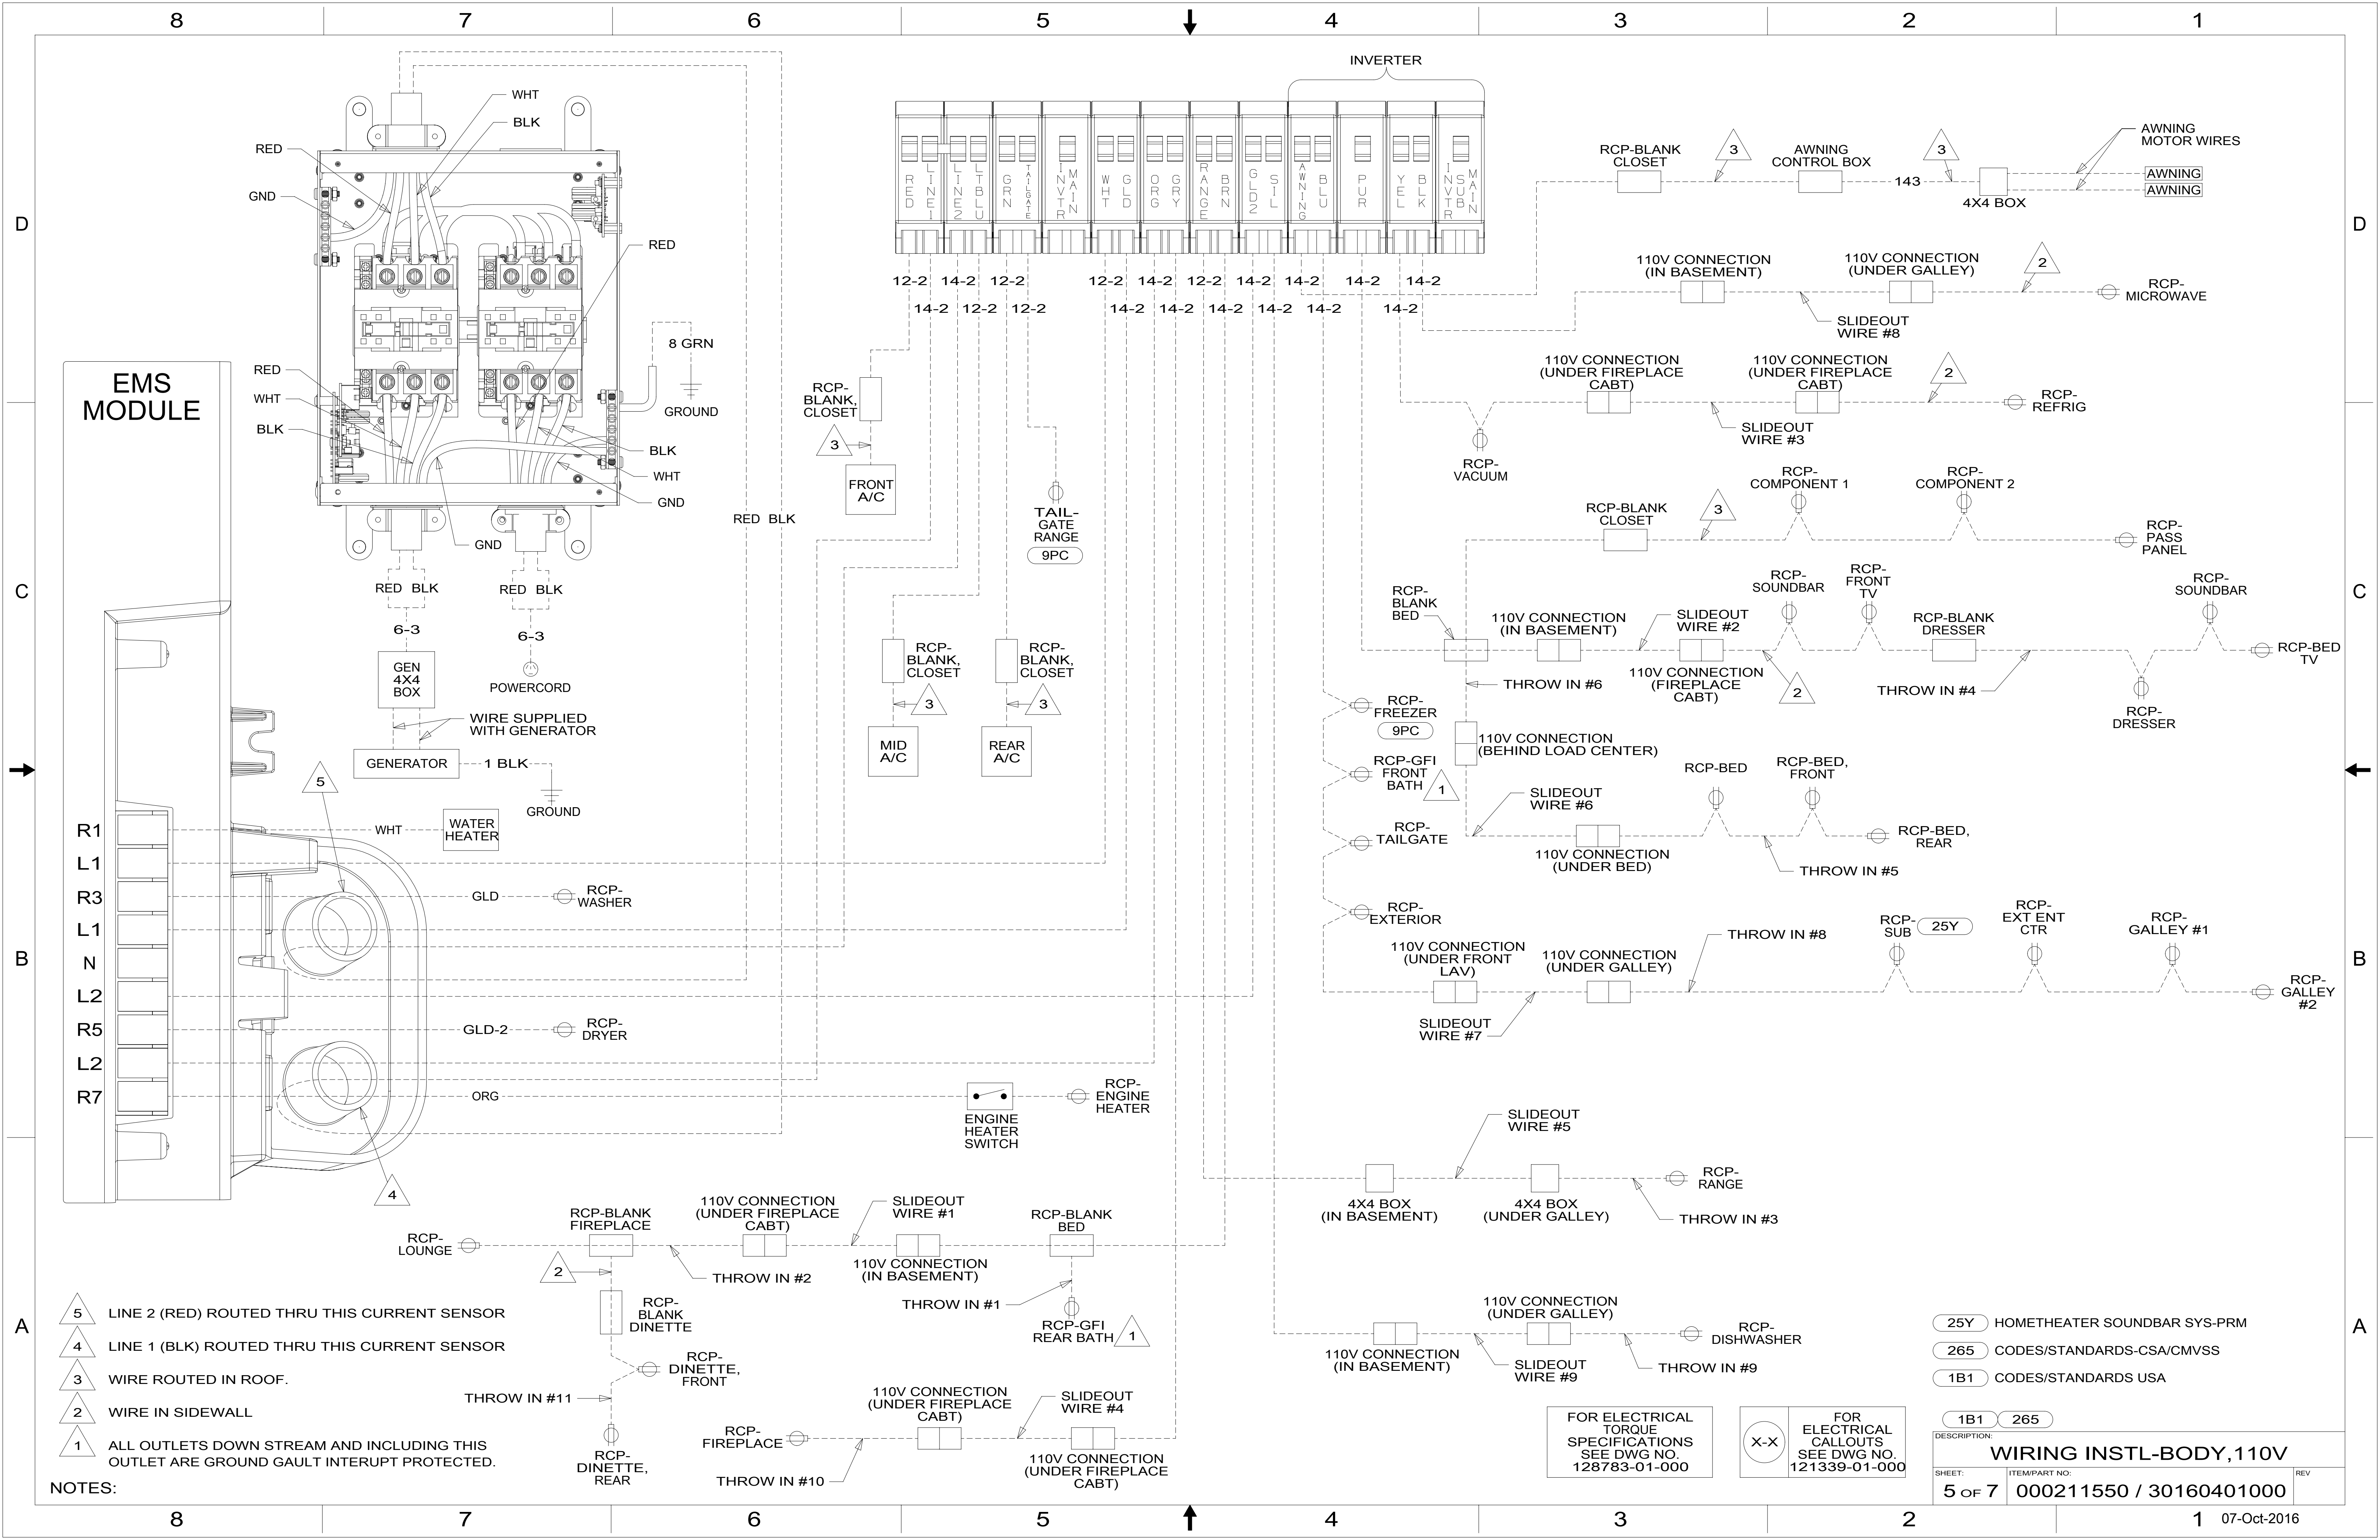 8 7 6 5 4 3 2 1
D
C
B
A
INVERTER
WHT
BLK
RED
GND
RED
RED
WHT
BLK
8 GRN
GROUND
BLK
WHT
GND
GND
RED BLK
RED BLK
RED BLK
6-3
6-3
GEN
4X4
BOX
POWERCORD
WIRE SUPPLIED
WITH GENERATOR
GENERATOR
1 BLK
GROUND
EMS
MODULE
5
R1
WHT
WATER
HEATER
L1
R3
GLD
RCP-
WASHER
L1
N
L2
R5
GLD-2
RCP-
DRYER
L2
R7
ORG
ENGINE
HEATER
SWITCH
RCP-
ENGINE
HEATER
4
RED
LINE1
LINE2
LTBLU
GRN
TAILGATE
INVTR
MAIN
WHT
GLD
ORG
GRY
RANGE
BRN
GLD2
SIL
AWNING
BLU
PUR
YEL
BLK
INVTR
SUB
MAIN
12-2 14-2 12-2 12-2 14-2 12-2 14-2 14-2 14-2 14-2
14-2 12-2 12-2 14-2 14-2 14-2 14-2 14-2 14-2
RCP-
BLANK,
CLOSET
3
FRONT
A/C
TAIL-
GATE
RANGE
9PC
RCP-
BLANK,
CLOSET
3
MID
A/C
RCP-
BLANK,
CLOSET
3
REAR
A/C
RCP-BLANK
CLOSET
3
AWNING
CONTROL BOX
143
3
4X4 BOX
AWNING
MOTOR WIRES
AWNING
AWNING
110V CONNECTION
(IN BASEMENT)
SLIDEOUT
WIRE #8
110V CONNECTION
(UNDER GALLEY)
2
RCP-
MICROWAVE
RCP-
VACUUM
110V CONNECTION
(UNDER FIREPLACE
CABT)
SLIDEOUT
WIRE #3
110V CONNECTION
(UNDER FIREPLACE
CABT)
2
RCP-
REFRIG
RCP-BLANK
CLOSET
3
RCP-
COMPONENT 1
RCP-
COMPONENT 2
RCP-
PASS
PANEL
RCP-
BLANK
BED
110V CONNECTION
(IN BASEMENT)
SLIDEOUT
WIRE #2
110V CONNECTION
(FIREPLACE
CABT)
2
RCP-
SOUNDBAR
RCP-
FRONT
TV
RCP-BLANK
DRESSER
THROW IN #4
RCP-
DRESSER
RCP-
SOUNDBAR
RCP-BED
TV
THROW IN #6
110V CONNECTION
(BEHIND LOAD CENTER)
SLIDEOUT
WIRE #6
110V CONNECTION
(UNDER BED)
RCP-BED
RCP-BED,
FRONT
THROW IN #5
RCP-BED,
REAR
RCP-
FREEZER
9PC
RCP-GFI
FRONT
BATH
1
RCP-
TAILGATE
RCP-
EXTERIOR
110V CONNECTION
(UNDER FRONT
LAV)
SLIDEOUT
WIRE #7
110V CONNECTION
(UNDER GALLEY)
THROW IN #8
RCP-
SUB
25Y
RCP-
EXT ENT
CTR
RCP-
GALLEY #1
RCP-
GALLEY
#2
4X4 BOX
(IN BASEMENT)
SLIDEOUT
WIRE #5
4X4 BOX
(UNDER GALLEY)
THROW IN #3
RCP-
RANGE
110V CONNECTION
(IN BASEMENT)
SLIDEOUT
WIRE #9
110V CONNECTION
(UNDER GALLEY)
THROW IN #9
RCP-
DISHWASHER
RCP-
LOUNGE
RCP-BLANK
FIREPLACE
2
THROW IN #2
110V CONNECTION
(UNDER FIREPLACE
CABT)
SLIDEOUT
WIRE #1
110V CONNECTION
(IN BASEMENT)
RCP-BLANK
BED
THROW IN #1
RCP-GFI
REAR BATH
1
RCP-
BLANK
DINETTE
RCP-
DINETTE,
FRONT
THROW IN #11
RCP-
DINETTE,
REAR
RCP-
FIREPLACE
THROW IN #10
110V CONNECTION
(UNDER FIREPLACE
CABT)
SLIDEOUT
WIRE #4
110V CONNECTION
(UNDER FIREPLACE
CABT)
5 LINE 2 (RED) ROUTED THRU THIS CURRENT SENSOR
4 LINE 1 (BLK) ROUTED THRU THIS CURRENT SENSOR
3 WIRE ROUTED IN ROOF.
2 WIRE IN SIDEWALL
1 ALL OUTLETS DOWN STREAM AND INCLUDING THIS
OUTLET ARE GROUND GAULT INTERUPT PROTECTED.
NOTES:
FOR ELECTRICAL
TORQUE
SPECIFICATIONS
SEE DWG NO.
128783-01-000
X-X
FOR
ELECTRICAL
CALLOUTS
SEE DWG NO.
121339-01-000
25Y HOMETHEATER SOUNDBAR SYS-PRM
265 CODES/STANDARDS-CSA/CMVSS
1B1 CODES/STANDARDS USA
1B1 265
DESCRIPTION:
WIRING INSTL-BODY,110V
SHEET:
5 OF 7
ITEM/PART NO:
000211550 / 30160401000
REV
D
C
B
A
8 7 6 5 4 3 2 1
07-Oct-2016